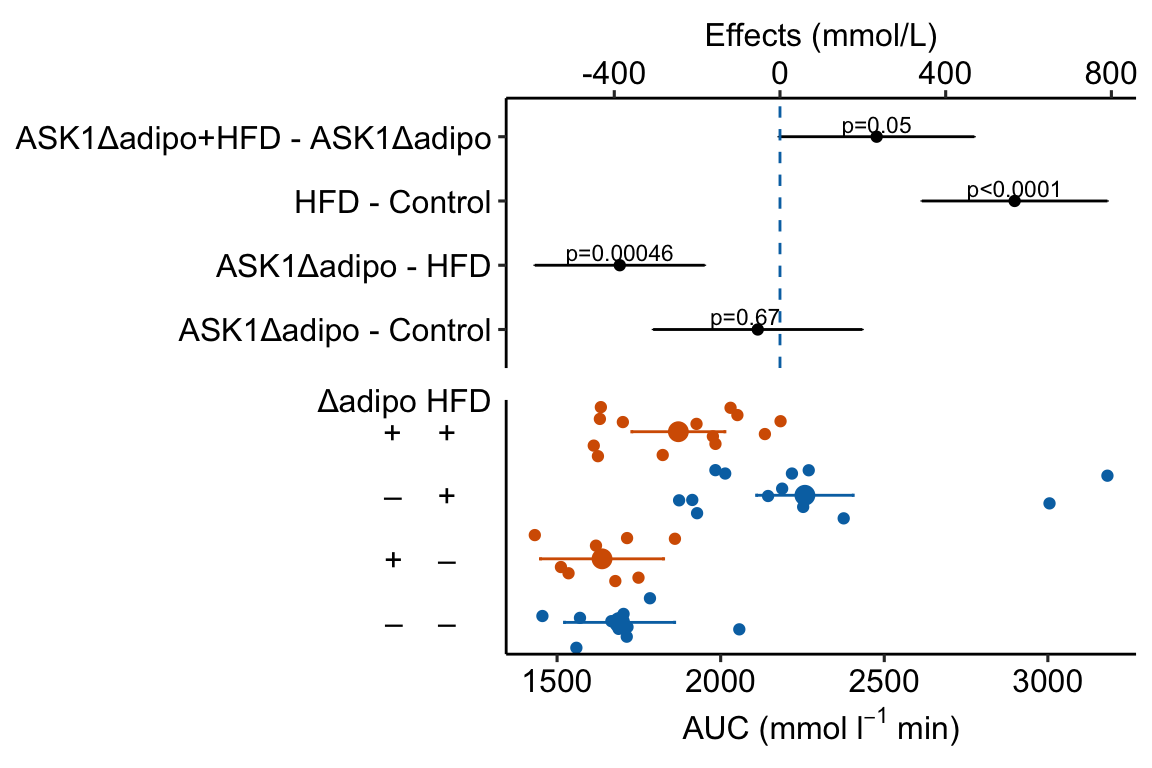 Effects (mmol/L)
-400 0 400 800
ASK1Δadipo+HFD - ASK1Δadipo
p=0.05
HFD - Control
p<0.0001
ASK1Δadipo - HFD
p=0.00046
ASK1Δadipo - Control
p=0.67
Δadipo HFD
+ +
– +
+ –
– –
1500 2000 2500 3000
AUC (mmol l⁻¹ min)